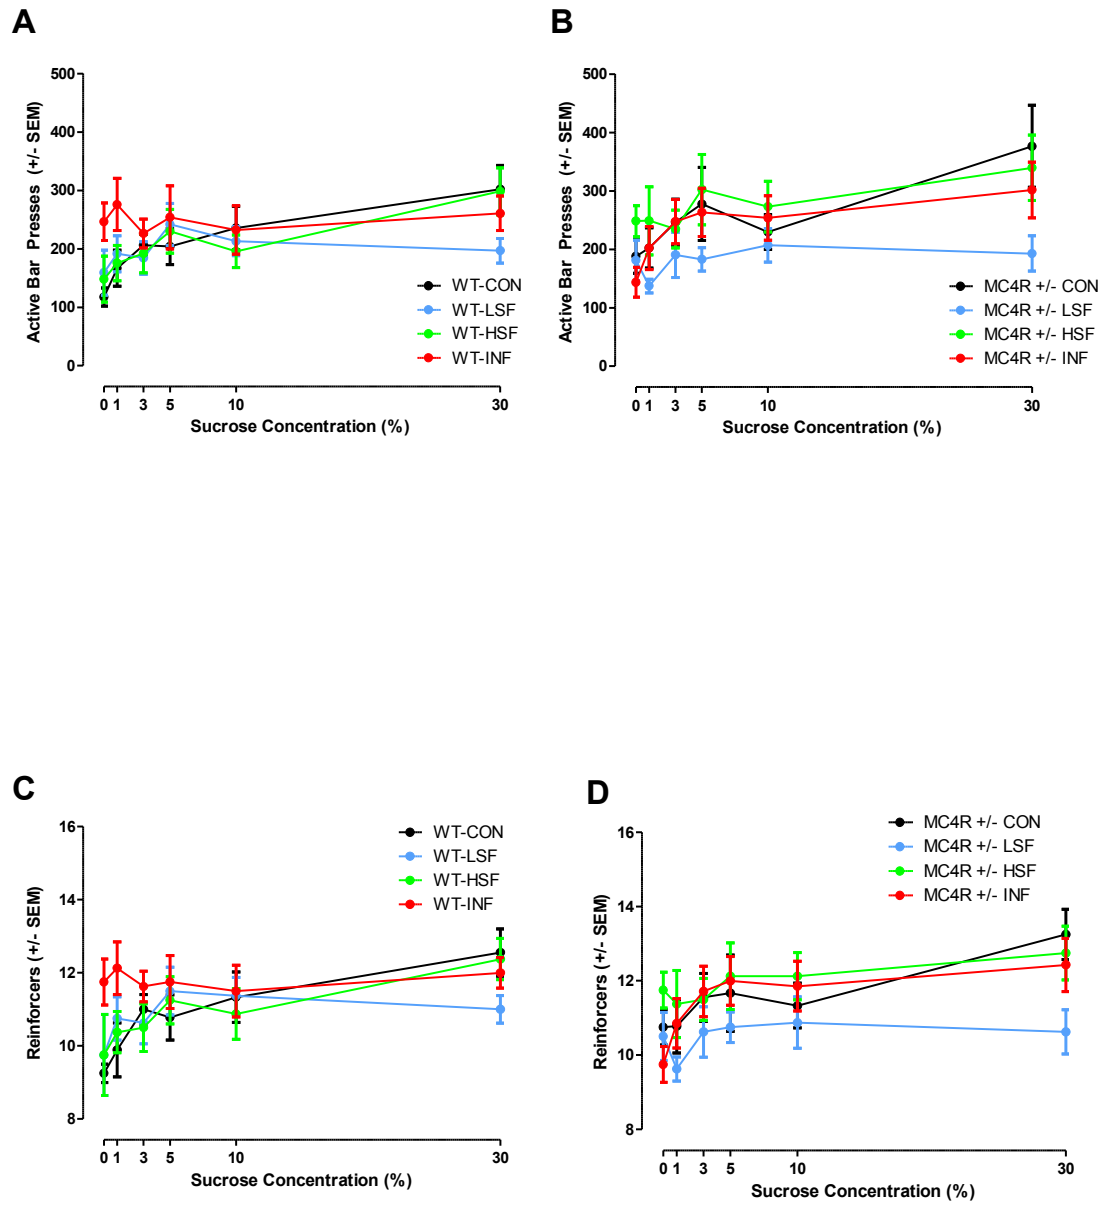 A
B
Active Bar Presses (+/- SEM)
500
400
300
200
100
0
WT-CON
WT-LSF
WT-HSF
WT-INF
0 1 3 5 10 30
Sucrose Concentration (%)
Active Bar Presses (+/- SEM)
500
400
300
200
100
0
MC4R +/- CON
MC4R +/- LSF
MC4R +/- HSF
MC4R +/- INF
0 1 3 5 10 30
Sucrose Concentration (%)
C
D
Reinforcers (+/- SEM)
16
14
12
10
8
WT-CON
WT-LSF
WT-HSF
WT-INF
0 1 3 5 10 30
Sucrose Concentration (%)
Reinforcers (+/- SEM)
16
14
12
10
8
MC4R +/- CON
MC4R +/- LSF
MC4R +/- HSF
MC4R +/- INF
0 1 3 5 10 30
Sucrose Concentration (%)